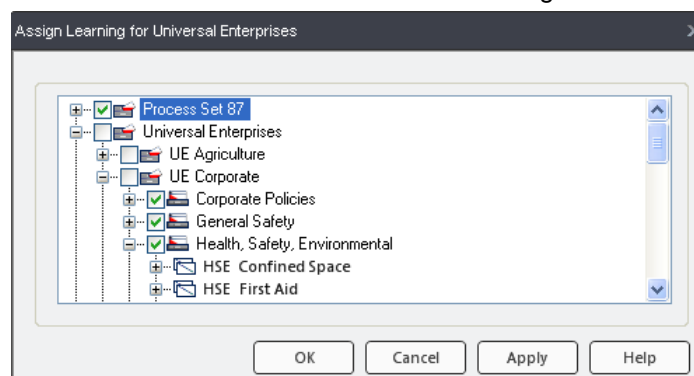 Assign Learning for Universal Enterprises
Process Set 87
Universal Enterprises
UE Agriculture
UE Corporate
Corporate Policies
General Safety
Health, Safety, Environmental
HSE Confined Space
HSE First Aid
OK Cancel Apply Help